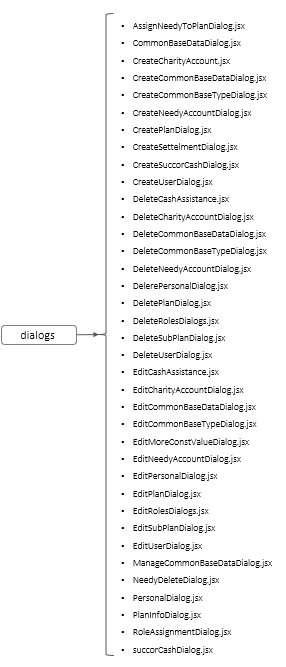 AssignNeedyToPlanDialog.jsx
CommonBaseDataDialog.jsx
CreateCharityAccount.jsx
CreateCommonBaseDataDialog.jsx
CreateCommonBaseTypeDialog.jsx
CreateNeedyAccountDialog.jsx
CreatePlanDialog.jsx
CreateSettelmentDialog.jsx
CreateSuccorCashDialog.jsx
CreateUserDialog.jsx
DeleteCashAssistance.jsx
DeleteCharityAccountDialog.jsx
DeleteCommonBaseDataDialog.jsx
DeleteCommonBaseTypeDialog.jsx
DeleteNeedyAccountDialog.jsx
DelerePersonalDialog.jsx
DeletePlanDialog.jsx
DeleteRolesDialogs.jsx
dialogs
DeleteSubPlanDialog.jsx
DeleteUserDialog.jsx
EditCashAssistance.jsx
EditCharityAccountDialog.jsx
EditCommonBaseDataDialog.jsx
EditCommonBaseTypeDialog.jsx
EditMoreConstValueDialog.jsx
EditNeedyAccountDialog.jsx
EditPersonalDialog.jsx
EditPlanDialog.jsx
EditRolesDialogs.jsx
EditSubPlanDialog.jsx
EditUserDialog.jsx
ManageCommonBaseDataDialog.jsx
NeedyDeleteDialog.jsx
PersonalDialog.jsx
PlanInfoDialog.jsx
RoleAssignmentDialog.jsx
succorCashDialog.jsx